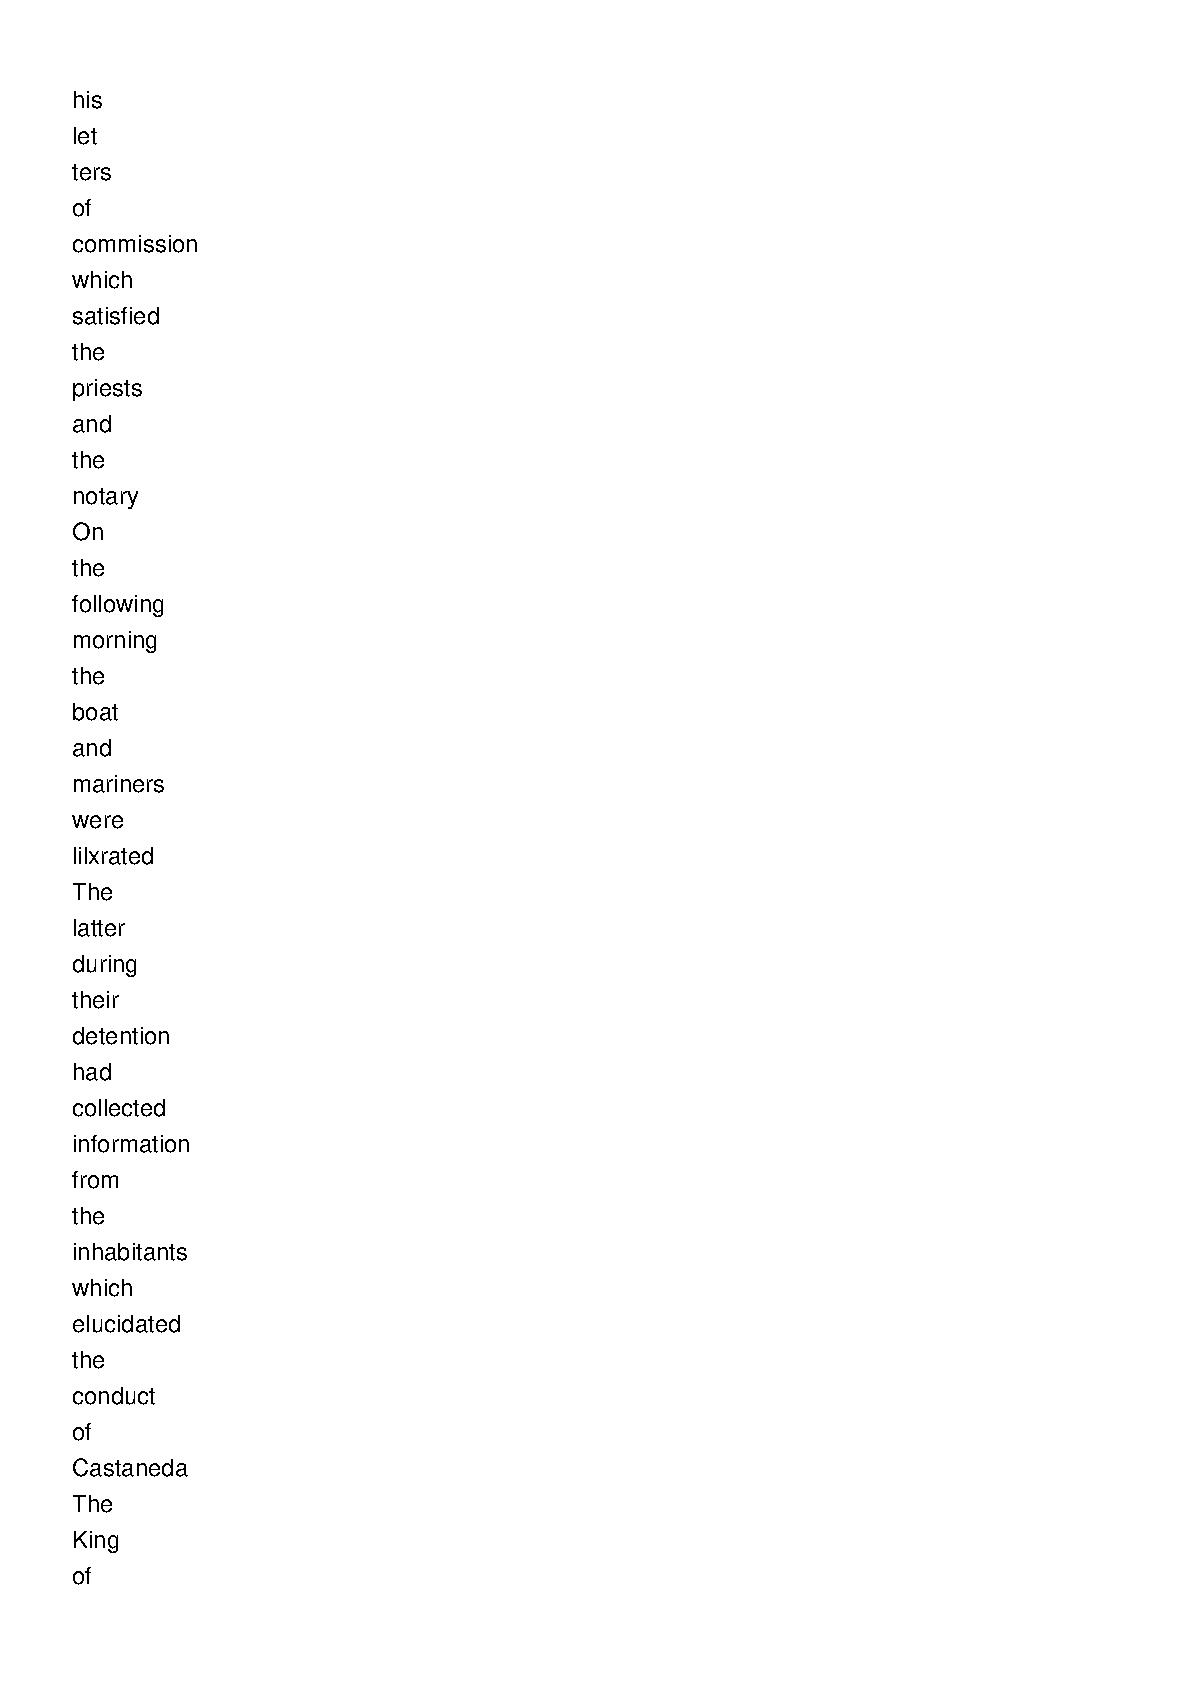 his
let
ters
of
commission
which
satisfied
the
priests
and
the
notary
On
the
following
morning
the
boat
and
mariners
were
lilxrated
The
latter
during
their
detention
had
collected
information
from
the
inhabitants
which
elucidated
the
conduct
of
Castaneda
The
King
of